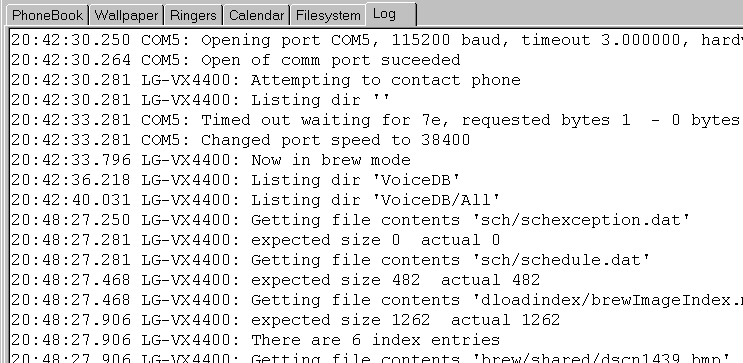 PhoneBook Wallpaper Ringers Calendar Filesystem Log
20:42:30.250 COM5: Opening port COM5, 115200 baud, timeout 3.000000,
20:42:30.264 COM5: Open of comm port suceeded
20:42:30.281 LG-VX4400: Attempting to contact phone
20:42:30.281 LG-VX4400: Listing dir ''
20:42:33.281 COM5: Timed out waiting for 7e, requested bytes 1  - 0 bytes
20:42:33.281 COM5: Changed port speed to 38400
20:42:33.796 LG-VX4400: Now in brew mode
20:42:36.218 LG-VX4400: Listing dir 'VoiceDB'
20:42:40.031 LG-VX4400: Listing dir 'VoiceDB/All'
20:48:27.250 LG-VX4400: Getting file contents 'sch/schexception.dat'
20:48:27.281 LG-VX4400: expected size 0  actual 0
20:48:27.281 LG-VX4400: Getting file contents 'sch/schedule.dat'
20:48:27.468 LG-VX4400: expected size 482  actual 482
20:48:27.468 LG-VX4400: Getting file contents 'dloadindex/brewImageIndex.
20:48:27.906 LG-VX4400: expected size 1262  actual 1262
20:48:27.906 LG-VX4400: There are 6 index entries
20:48:27.906 LG-VX4400: Getting file contents 'brew/shared/dscn1439.bmp'